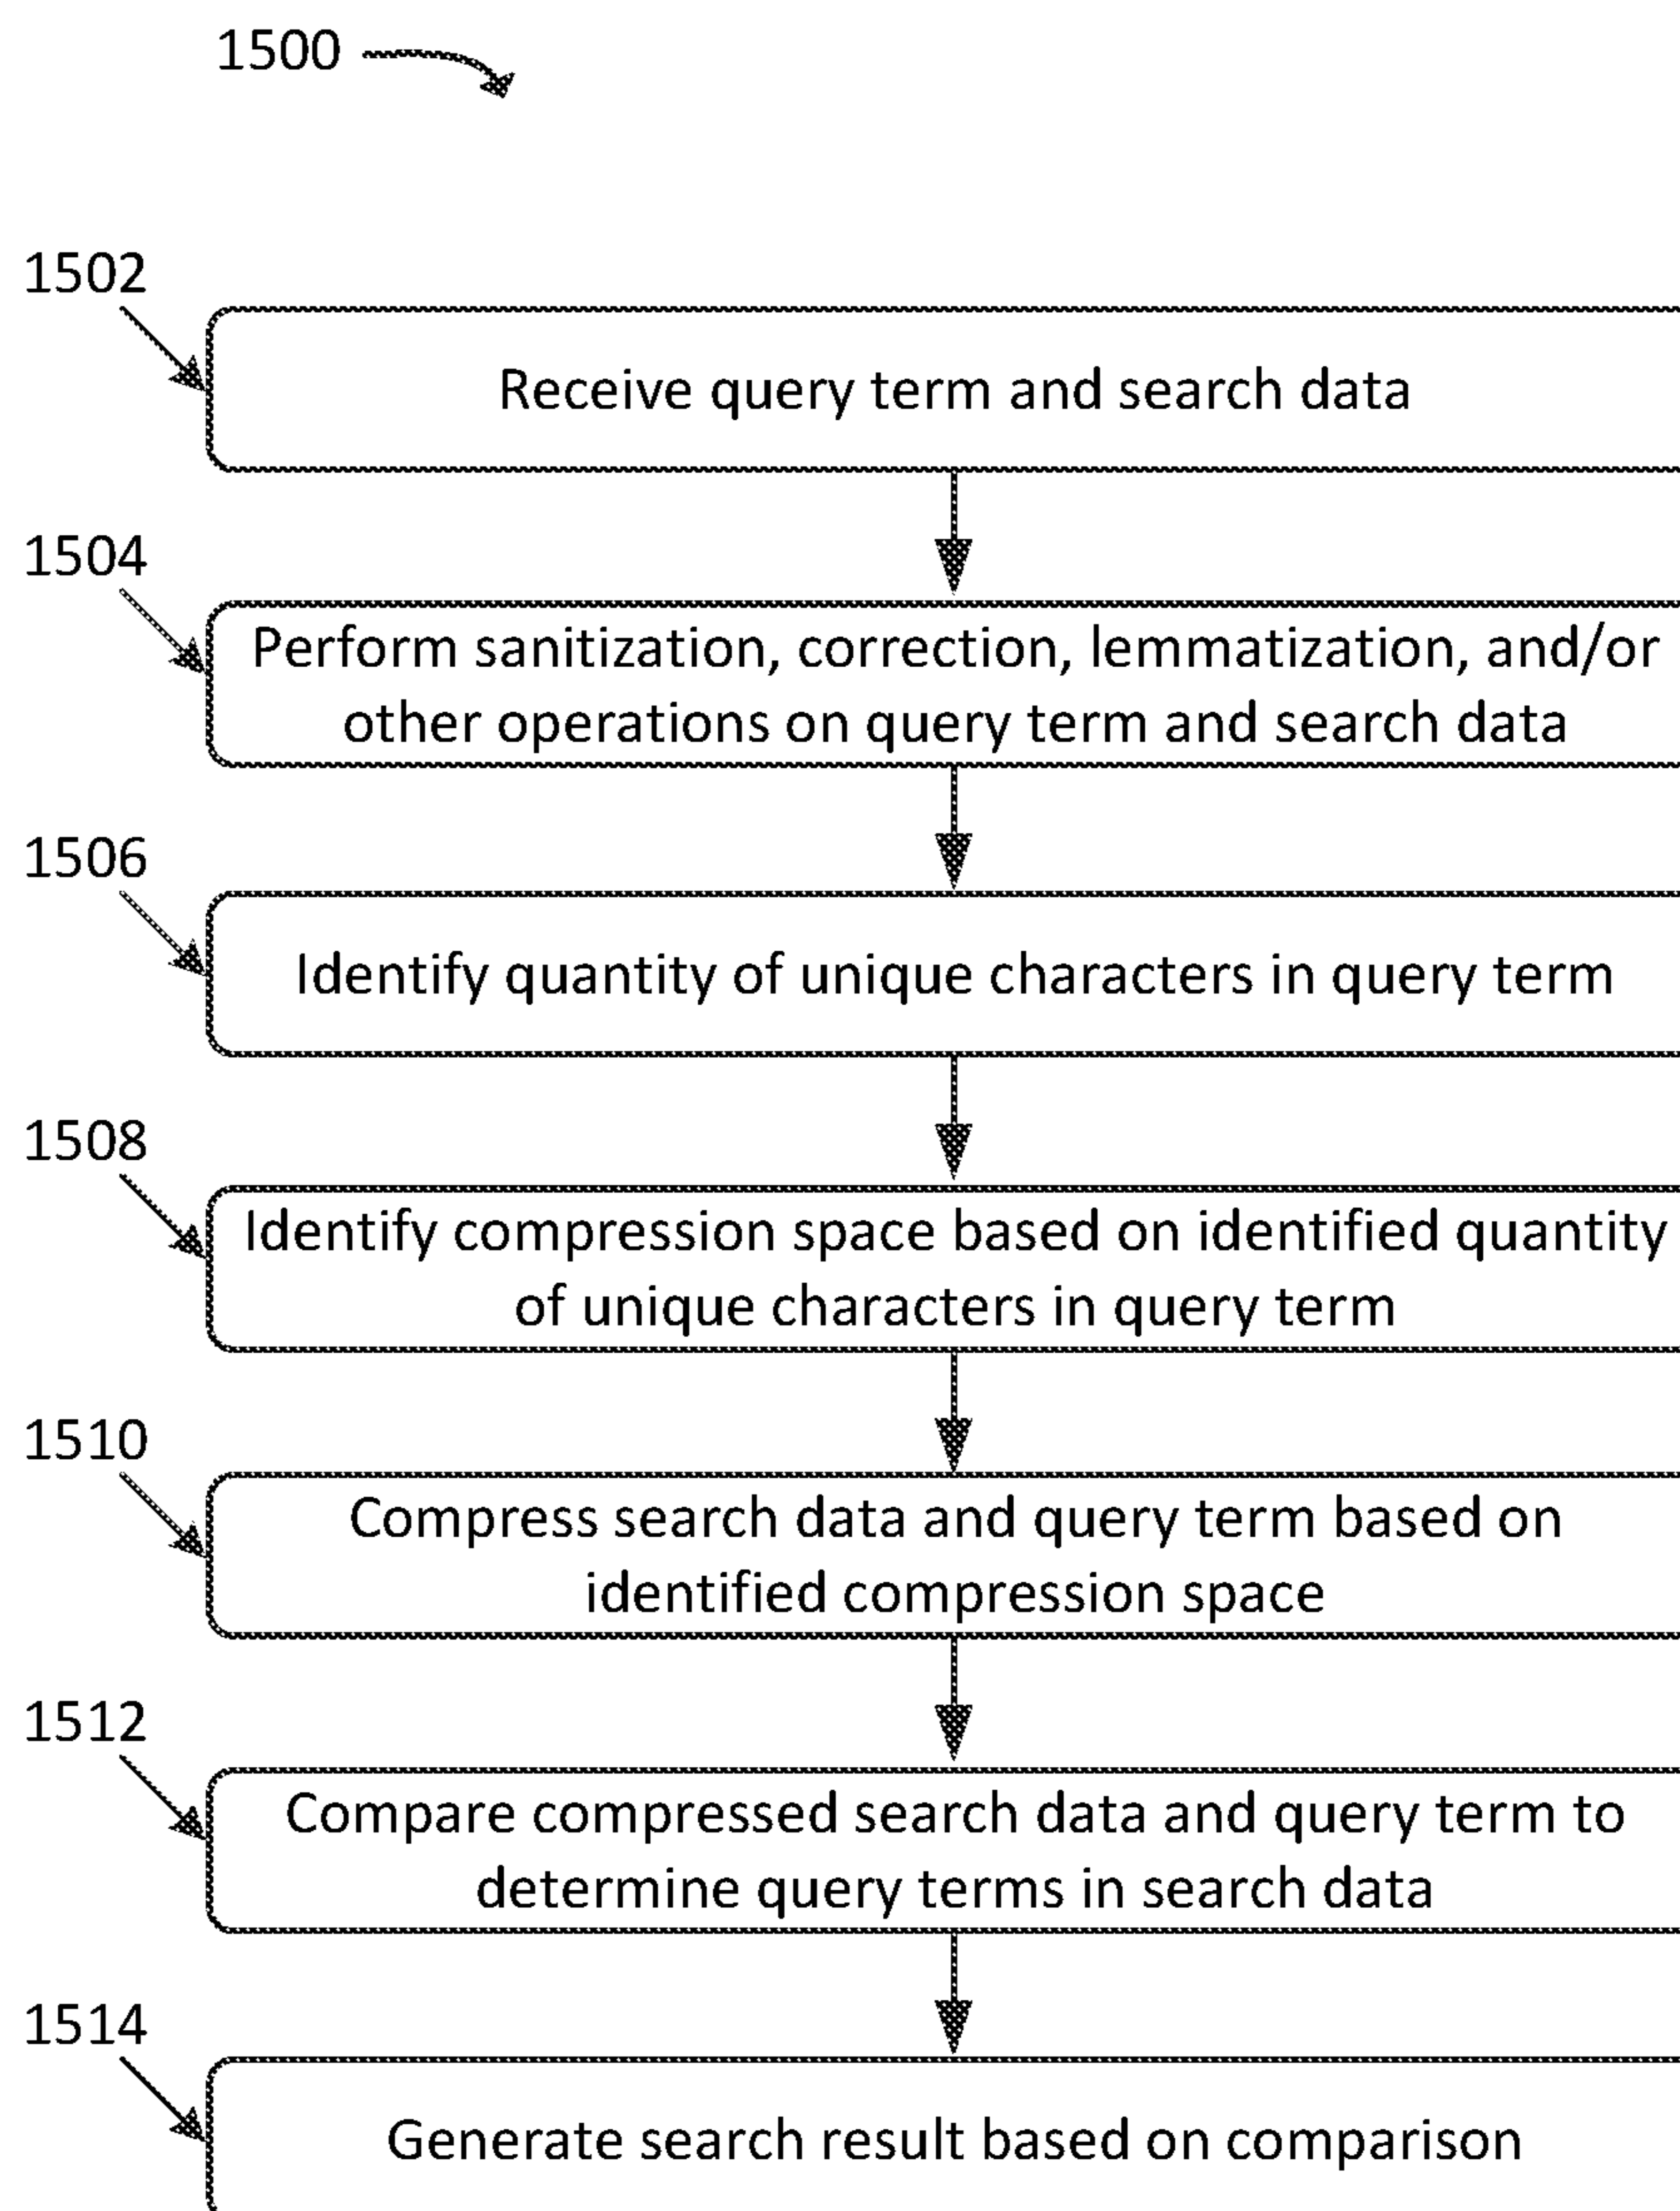 1500
1502
Receive query term and search data
1504
Perform sanitization, correction, lemmatization, and/or
other operations on query term and search data
1506
Identify quantity of unique characters in query term
1508
Identify compression space based on identified quantity
of unique characters in query term
1510
Compress search data and query term based on
identified compression space
1512
Compare compressed search data and query term to
determine query terms in search data
1514
Generate search result based on comparison